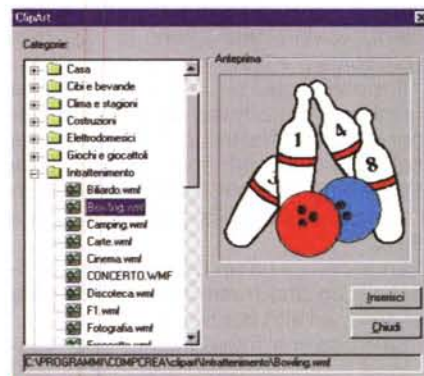 ClipArt
Categorie:
Casa
Cibi e bevande
Clima e stagioni
Costruzioni
Elettrodomesici
Giochi e giocattoli
Intrattenimento
Biliardo.wmf
Bowling.wmf
Camping.wmf
Carte.wmf
Cinema.wmf
CONCERTO.WMF
Discoteca.wmf
F1.wmf
Fotografia.wmf
Anteprima
1
4
3
8
Inserisci
Chiudi
C:\PROGRAMMI\COMPCREA\clipart\Intrattenimento\Bowling.wmf